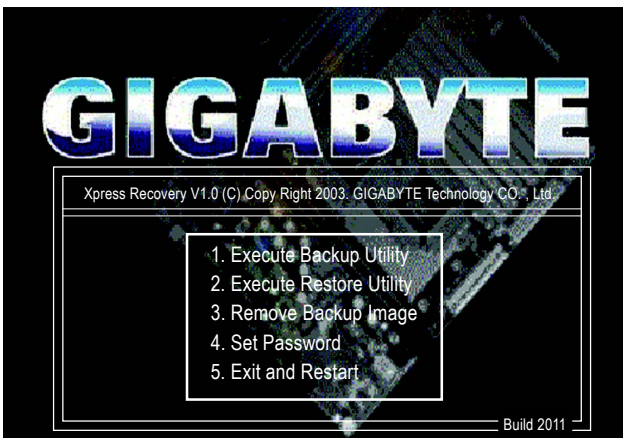 GIGABYTE
Xpress Recovery V1.0 (C) Copy Right 2003. GIGABYTE Technology CO. , Ltd.
1. Execute Backup Utility
2. Execute Restore Utility
3. Remove Backup Image
4. Set Password
5. Exit and Restart
Build 2011